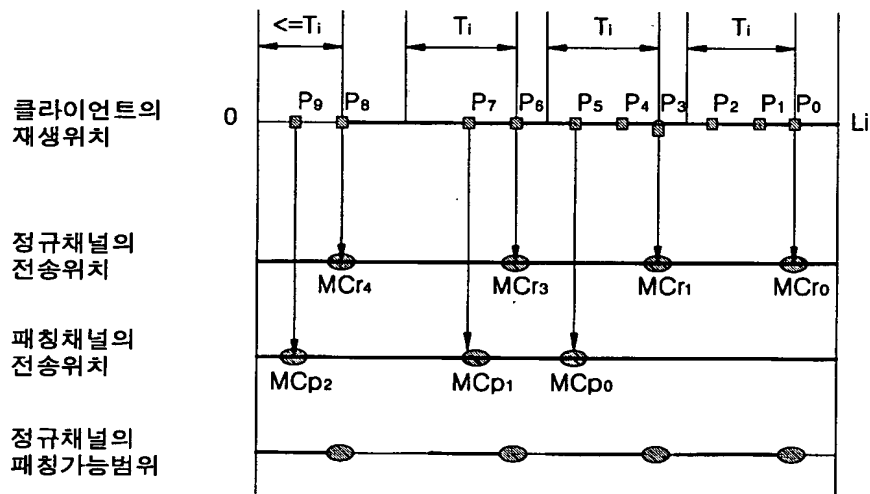 <=Ti Ti Ti Ti
클라이언트의
재생위치
0 P9 P8 P7 P6 P5 P4 P3 P2 P1 P0 Li
정규채널의
전송위치
MCr4 MCr3 MCr1 MCr0
패칭채널의
전송위치
MCp2 MCp1 MCp0
정규채널의
패칭가능범위